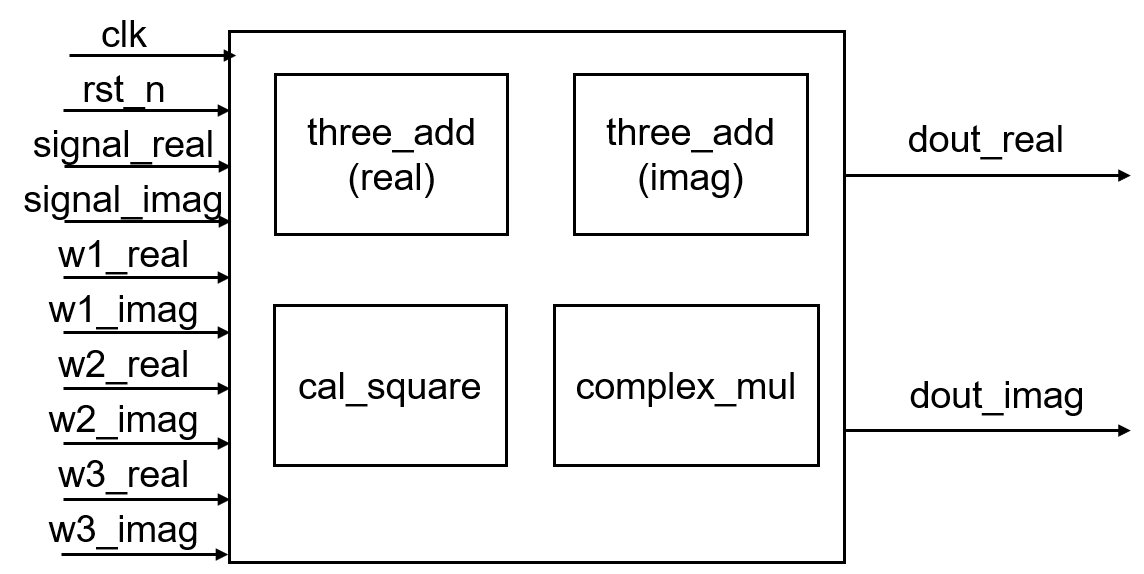 clk
rst_n
signal_real
signal_imag
w1_real
w1_imag
w2_real
w2_imag
w3_real
w3_imag
three_add
(real)
three_add
(imag)
cal_square
complex_mul
dout_real
dout_imag